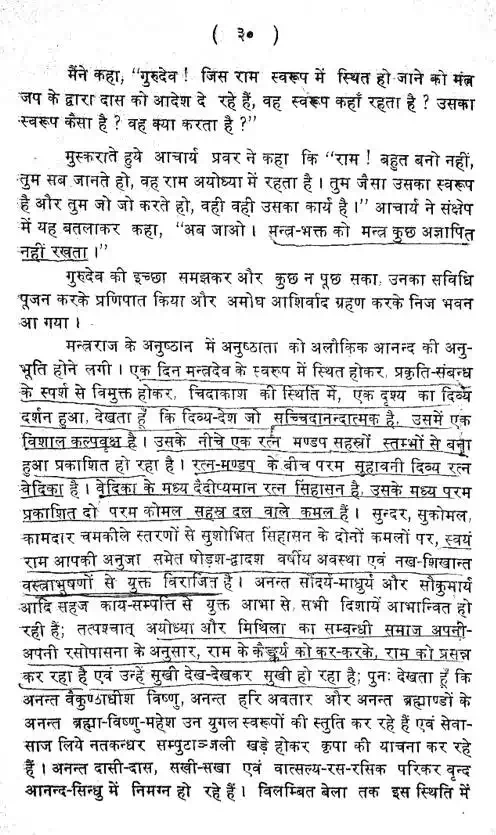 ( ३० )
मैंने कहा, "गुरुदेव ! जिस राम स्वरूप में स्थित हो जाने को मंत्र
जप के द्वारा दास को आदेश दे रहे हैं, वह स्वरूप कहाँ रहता है ? उसका
स्वरूप कैसा है ? वह क्या करता है ?"
मुस्कराते हुये आचार्य प्रवर ने कहा कि "राम ! बहुत बनो नहीं,
तुम सब जानते हो, वह राम अयोध्या में रहता है । तुम जैसा उसका स्वरूप
है और तुम जो जो करते हो, वही वही उसका कार्य है ।" आचार्य ने संक्षेप
में यह बतलाकर कहा, "अब जाओ । मन्त्र-भक्त को मन्त्र कुछ अज्ञापित
नहीं रखता ।"
गुरुदेव की इच्छा समझकर और कुछ न पूछ सका, उनका सविधि
पूजन करके प्रणिपात किया और अमोघ आशिर्वाद ग्रहण करके निज भवन
आ गया ।
मन्त्रराज के अनुष्ठान में अनुष्ठाता को अलौकिक आनन्द की अनु-
भूति होने लगी । एक दिन मन्त्रदेव के स्वरूप में स्थित होकर, प्रकृति-संबन्ध
के स्पर्श से विमुक्त होकर, चिदाकाश की स्थिति में, एक दृश्य का दिव्य
दर्शन हुआ, देखता हूँ कि दिव्य-देश जो सच्चिदानन्दात्मक है, उसमें एक
विशाल कल्पवृक्ष है । उसके नीचे एक रत्न मण्डप सहस्रों स्तम्भों से बना
हुआ प्रकाशित हो रहा है । रत्न-मण्डप के बीच परम सुहावनी दिव्य रत्न
वेदिका है । वेदिका के मध्य दैदीप्यमान रत्न सिंहासन है, उसके मध्य परम
प्रकाशित दो परम कोमल सहस्र दल वाले कमल हैं । सुन्दर, सुकोमल,
कामदार चमकीले स्तरणों से सुशोभित सिंहासन के दोनों कमलों पर, स्वयं
राम आपकी अनुजा समेत षोड़श-द्वादश वर्षीय अवस्था एवं नख-शिखान्त
वस्त्राभूषणों से युक्त विराजित हैं । अनन्त सौंदर्य-माधुर्य और सौकुमार्य
आदि सहज काय-सम्पत्ति से युक्त आभा से, सभी दिशायें आभान्वित हो
रही हैं; तत्पश्चात् अयोध्या और मिथिला का सम्बन्धी समाज अपनी-
अपनी रसोपासना के अनुसार, राम के कैङ्कर्य को कर-करके, राम को प्रसन्न
कर रहा है एवं उन्हें सुखी देख-देखकर सुखी हो रहा है; पुनः देखता हूँ कि
अनन्त वैकुण्ठाधीश विष्णु, अनन्त हरि अवतार और अनन्त ब्रह्माण्डों के
अनन्त ब्रह्मा-विष्णु-महेश उन युगल स्वरूपों की स्तुति कर रहे हैं एवं सेवा-
साज लिये नतकन्धर सम्पुटाञ्जली खड़े होकर कृपा की याचना कर रहे
हैं । अनन्त दासी-दास, सखी-सखा एवं वात्सल्य-रस-रसिक परिकर वृन्द
आनन्द-सिन्धु में निमग्न हो रहे हैं । विलम्बित बेला तक इस स्थिति में